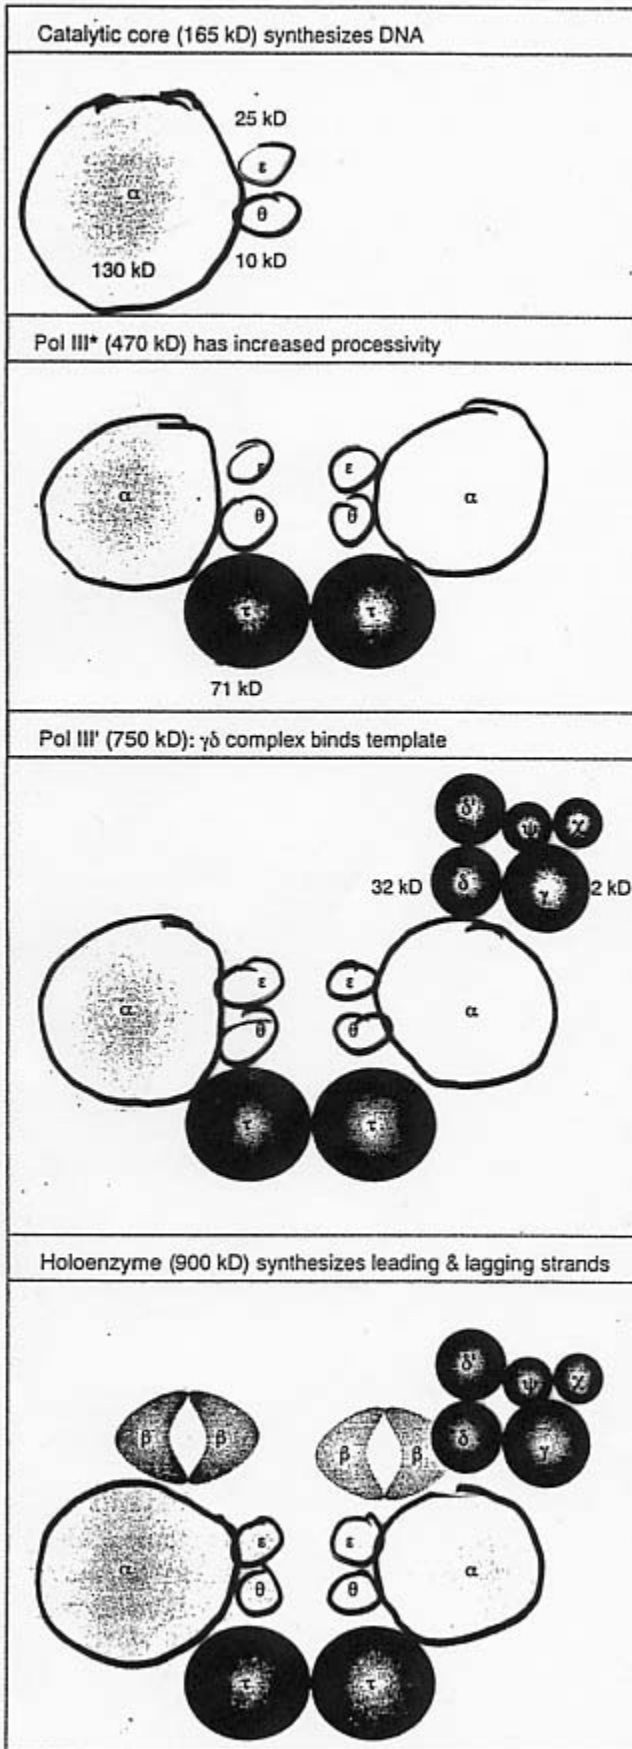 Catalytic core (165 kD) synthesizes DNA
25 kD
ε
α
θ
130 kD
10 kD
Pol III* (470 kD) has increased processivity
ε ε
α α
θ θ
τ τ
71 kD
Pol III' (750 kD): γδ complex binds template
δ' ψ χ
32 kD δ γ 2 kD
ε ε
α α
θ θ
τ τ
Holoenzyme (900 kD) synthesizes leading & lagging strands
δ' ψ χ
β β β β δ γ
ε ε
α α
θ θ
τ τ